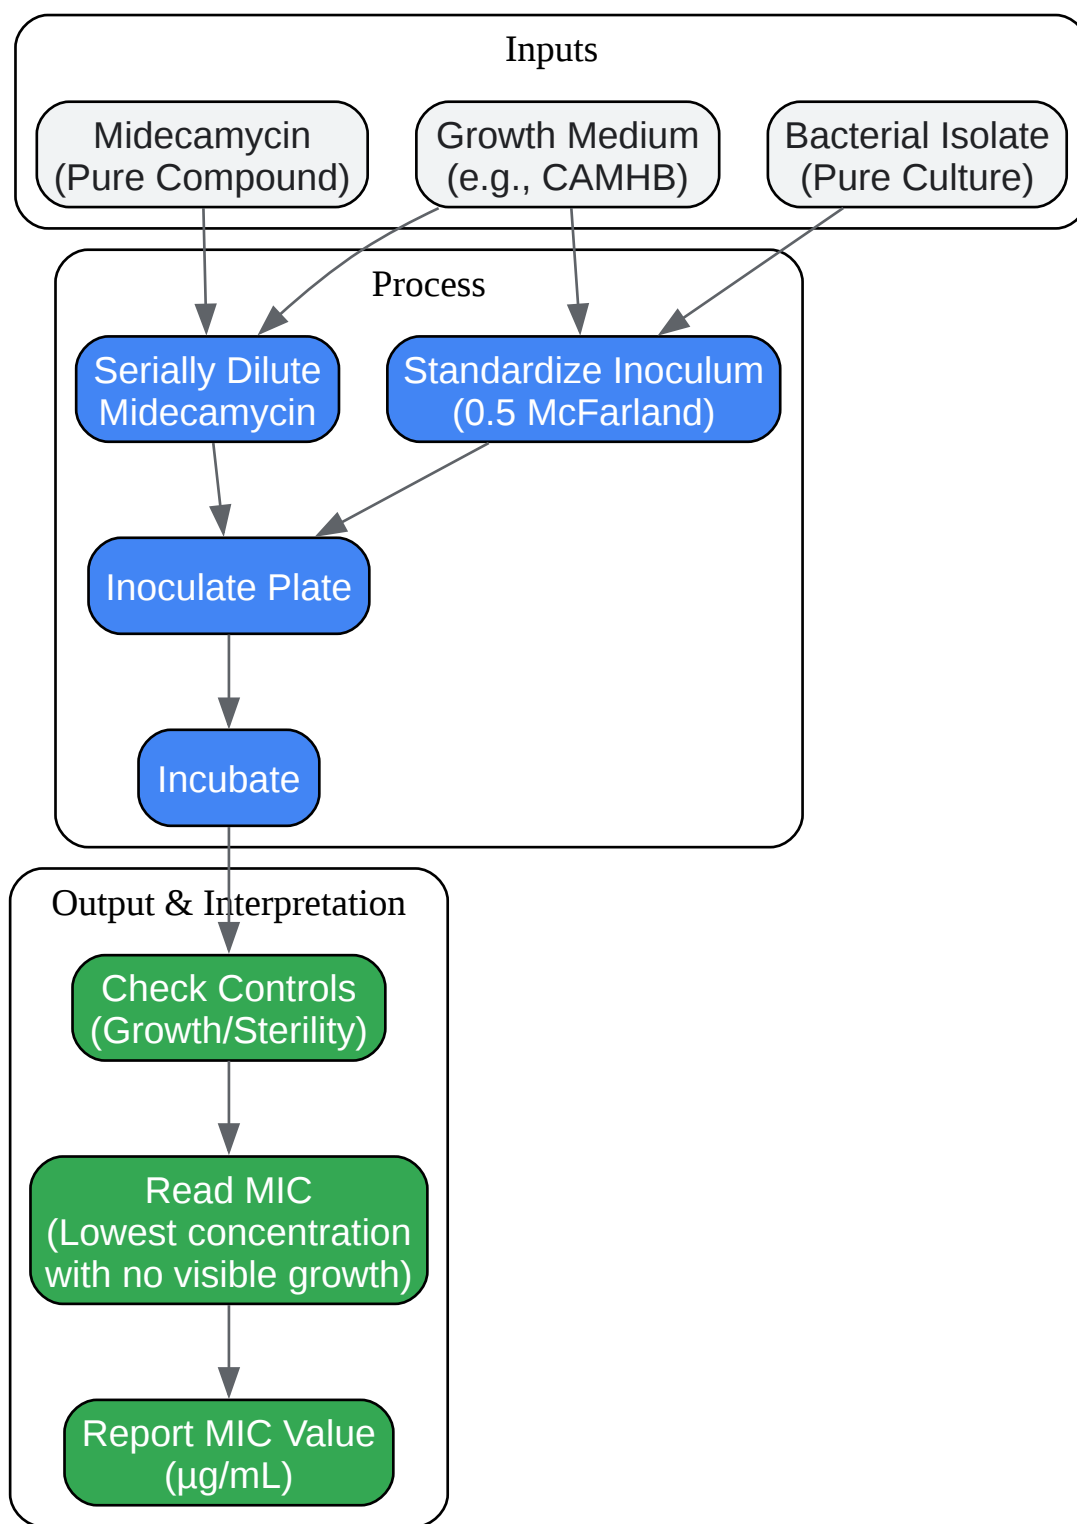 Inputs
Midecamycin
(Pure Compound)
Growth Medium
(e.g., CAMHB)
Bacterial Isolate
(Pure Culture)
Process
Serially Dilute
Midecamycin
Standardize Inoculum
(0.5 McFarland)
Inoculate Plate
Incubate
Output & Interpretation
Check Controls
(Growth/Sterility)
Read MIC
(Lowest concentration
with no visible growth)
Report MIC Value
(µg/mL)